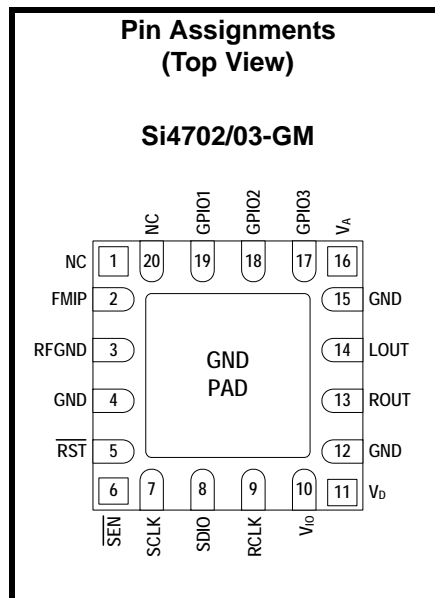 Pin Assignments
(Top View)
Si4702/03-GM
NC
GPIO1
GPIO2
GPIO3
VA
NC 1 20 19 18 17 16
FMIP 2 15 GND
RFGND 3 14 LOUT
GND PAD
GND 4 13 ROUT
RST 5 12 GND
6 7 8 9 10 11 VD
SEN
SCLK
SDIO
RCLK
VIO